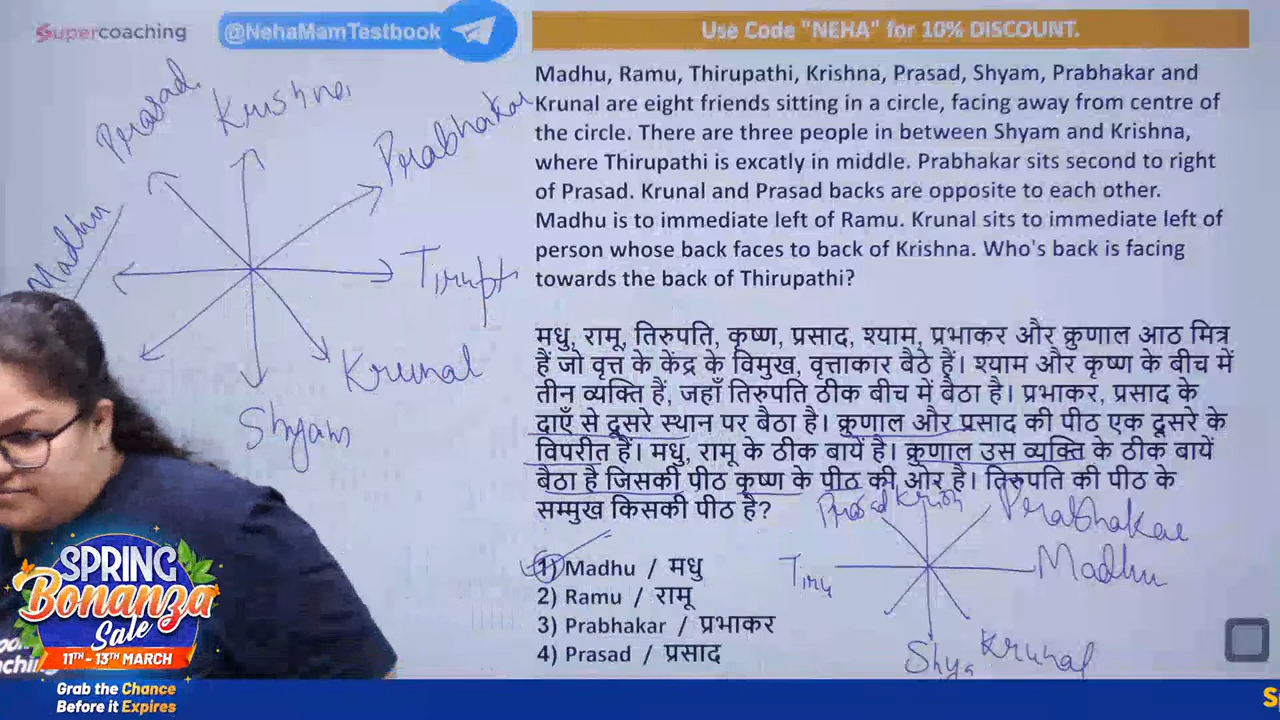 Supercoaching
@NehaMamTestbook
Use Code "NEHA" for 10% DISCOUNT.
Madhu, Ramu, Thirupathi, Krishna, Prasad, Shyam, Prabhakar and
Krunal are eight friends sitting in a circle, facing away from centre of
the circle. There are three people in between Shyam and Krishna,
where Thirupathi is excatly in middle. Prabhakar sits second to right
of Prasad. Krunal and Prasad backs are opposite to each other.
Madhu is to immediate left of Ramu. Krunal sits to immediate left of
person whose back faces to back of Krishna. Who's back is facing
towards the back of Thirupathi?
मधु, रामू, तिरुपति, कृष्ण, प्रसाद, श्याम, प्रभाकर और क्रुणाल आठ मित्र
हैं जो वृत्त के केंद्र के विमुख, वृत्ताकार बैठे हैं। श्याम और कृष्ण के बीच में
तीन व्यक्ति हैं, जहाँ तिरुपति ठीक बीच में बैठा है। प्रभाकर, प्रसाद के
दाएँ से दूसरे स्थान पर बैठा है। क्रुणाल और प्रसाद की पीठ एक दूसरे के
विपरीत हैं। मधु, रामू के ठीक बायें है। क्रुणाल उस व्यक्ति के ठीक बायें
बैठा है जिसकी पीठ कृष्ण के पीठ की ओर है। तिरुपति की पीठ के
सम्मुख किसकी पीठ है?
1) Madhu / मधु
2) Ramu / रामू
3) Prabhakar / प्रभाकर
4) Prasad / प्रसाद
Prasad
Krushna
Prabhakar
Madhu
Tirupt
Krunal
Shyam
Prasad
Krish
Prabhakar
Tiru
Madhu
Shya
Krunal
SPRING
Bonanza
Sale
11TH - 13TH MARCH
Grab the Chance
Before it Expires